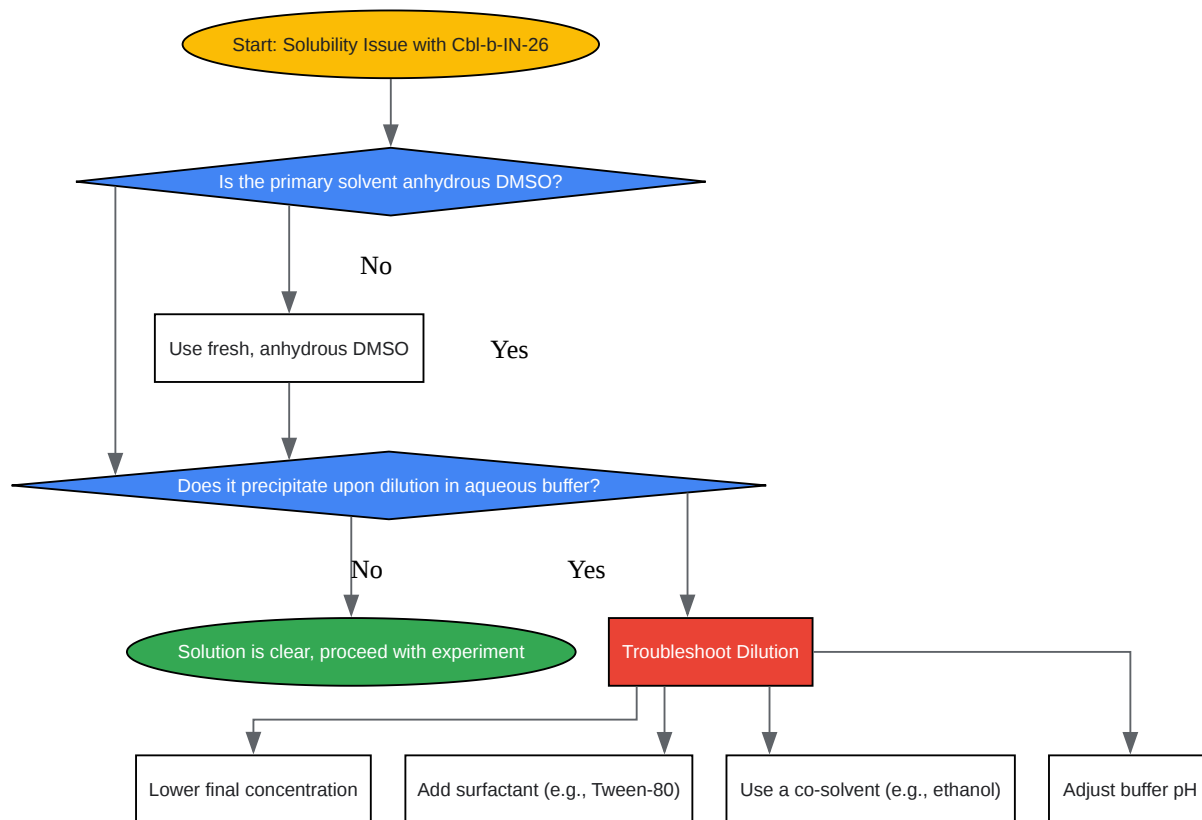 Start: Solubility Issue with Cbl-b-IN-26
Is the primary solvent anhydrous DMSO?
No
Use fresh, anhydrous DMSO
Yes
Does it precipitate upon dilution in aqueous buffer?
No
Yes
Solution is clear, proceed with experiment
Troubleshoot Dilution
Lower final concentration
Add surfactant (e.g., Tween-80)
Use a co-solvent (e.g., ethanol)
Adjust buffer pH